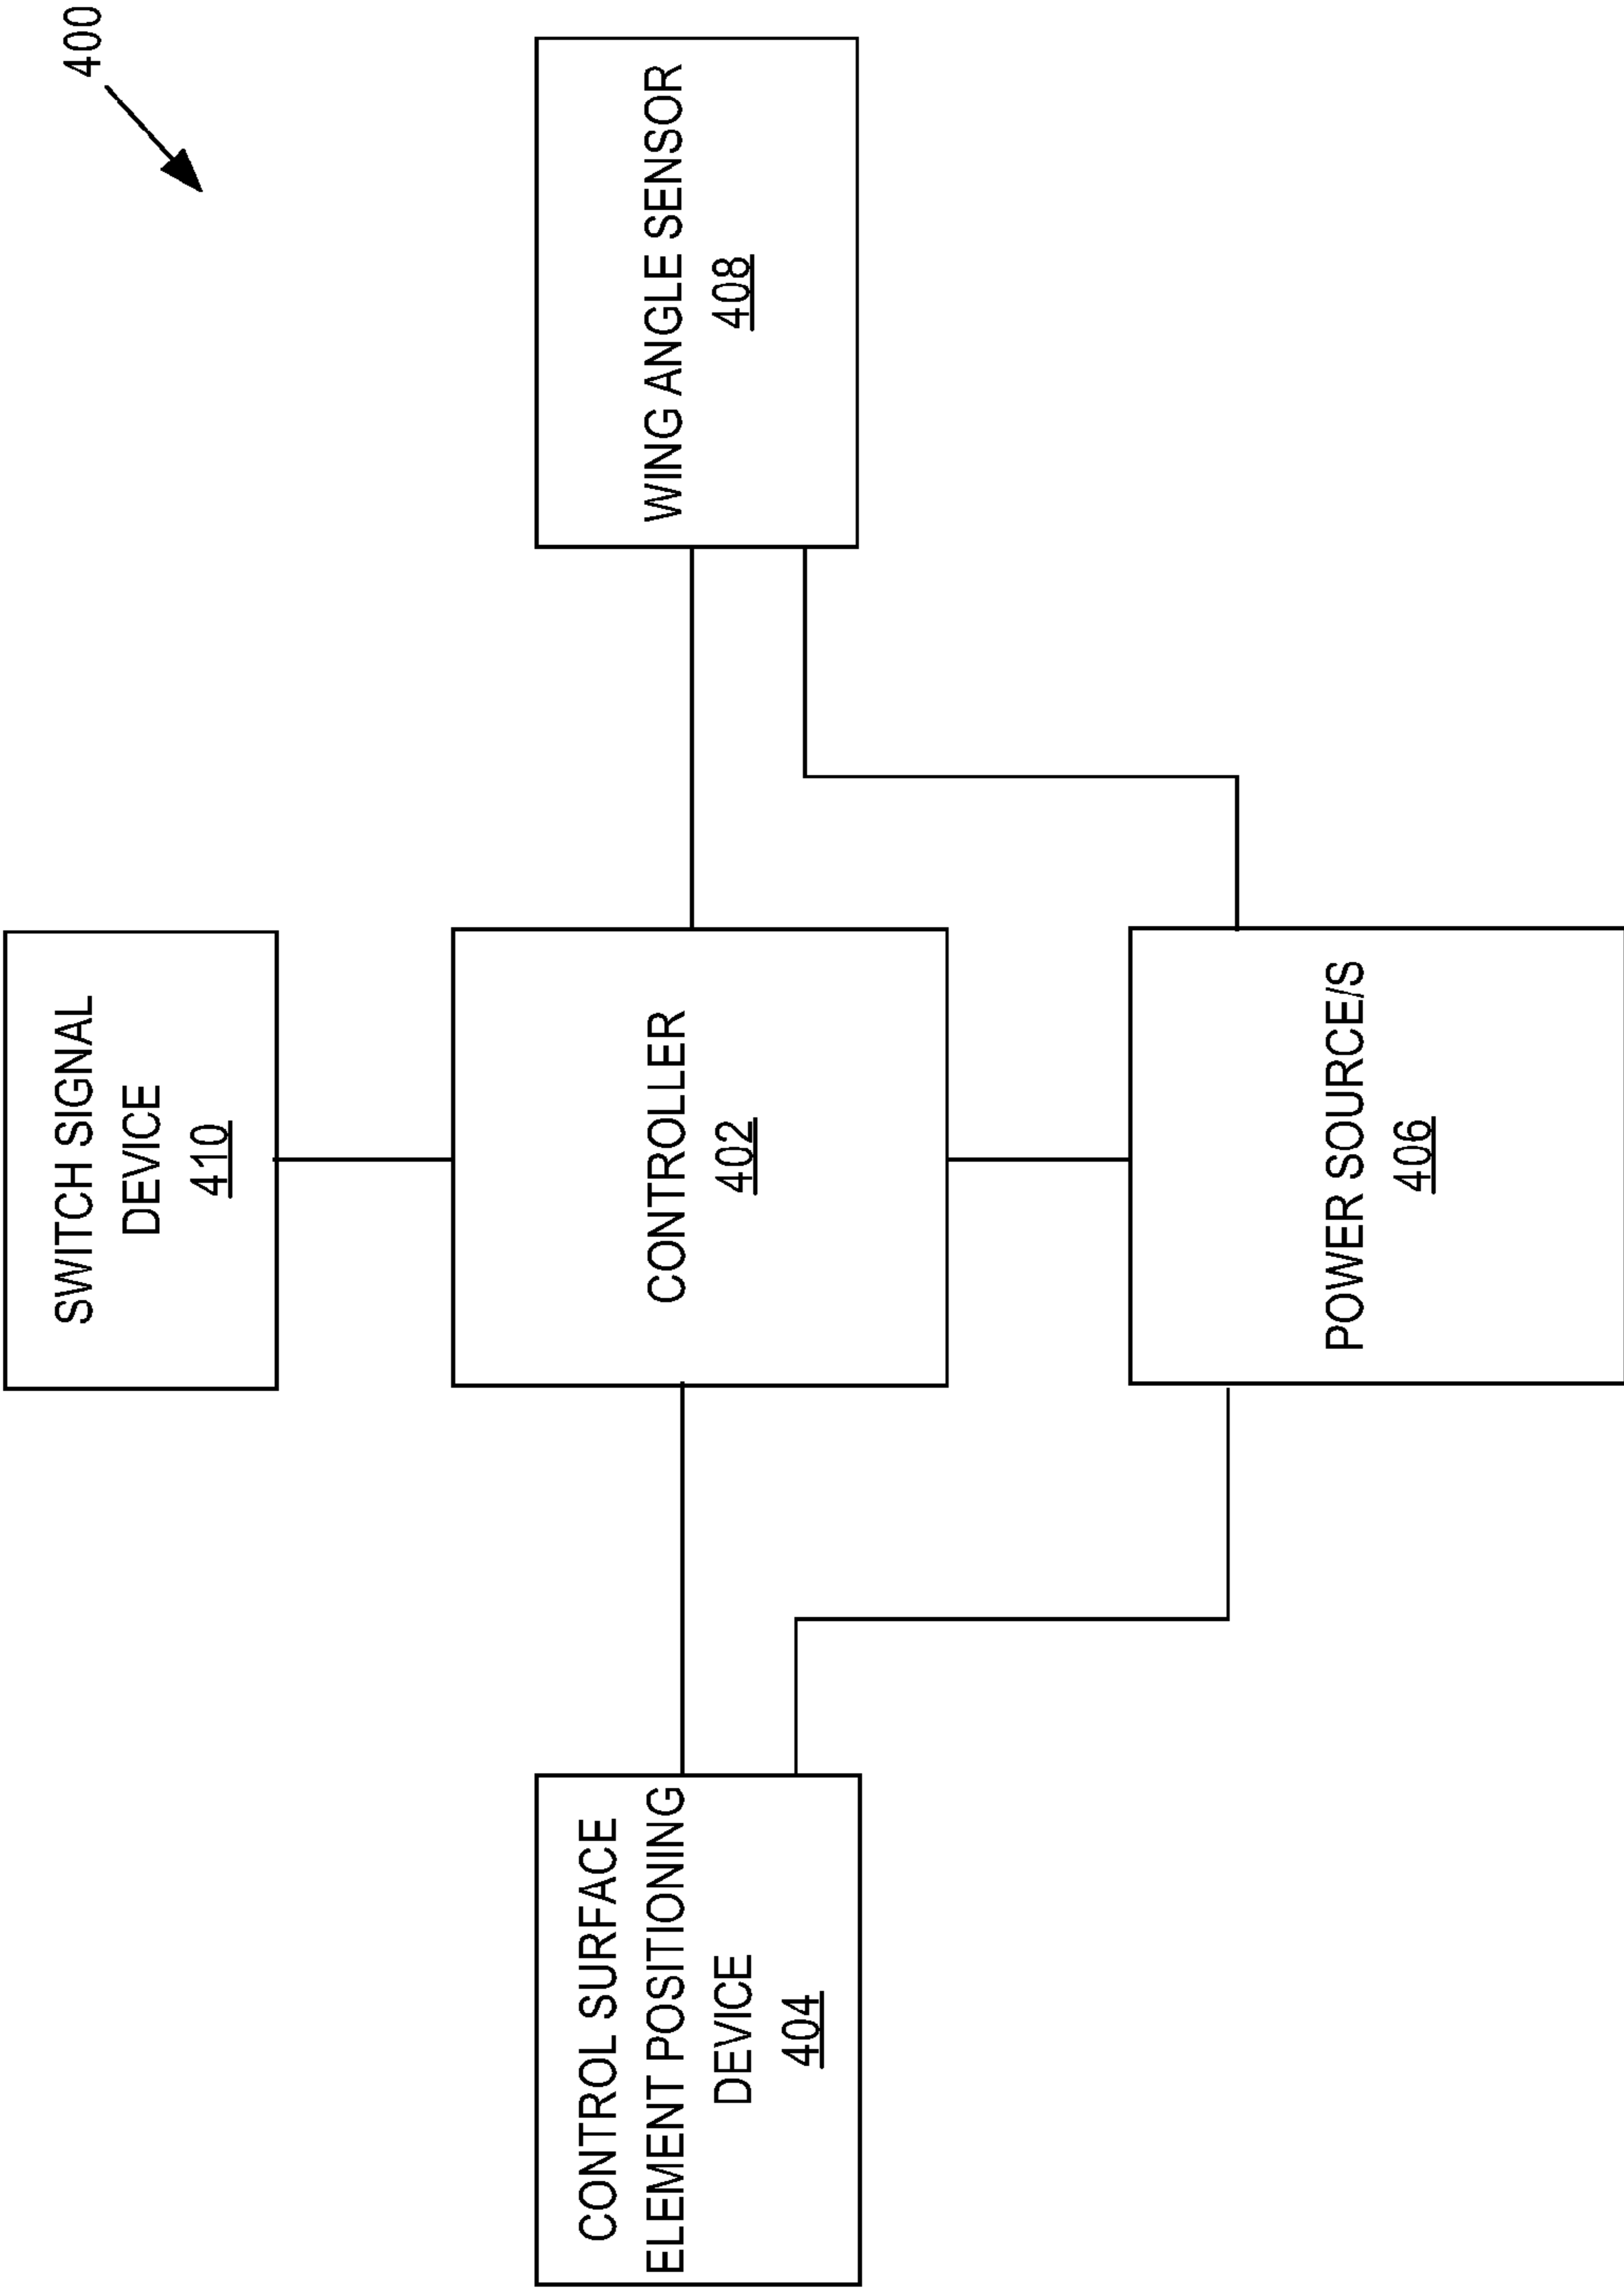 400
SWITCH SIGNAL
DEVICE
410
CONTROL SURFACE
ELEMENT POSITIONING
DEVICE
404
CONTROLLER
402
WING ANGLE SENSOR
408
POWER SOURCE/S
406